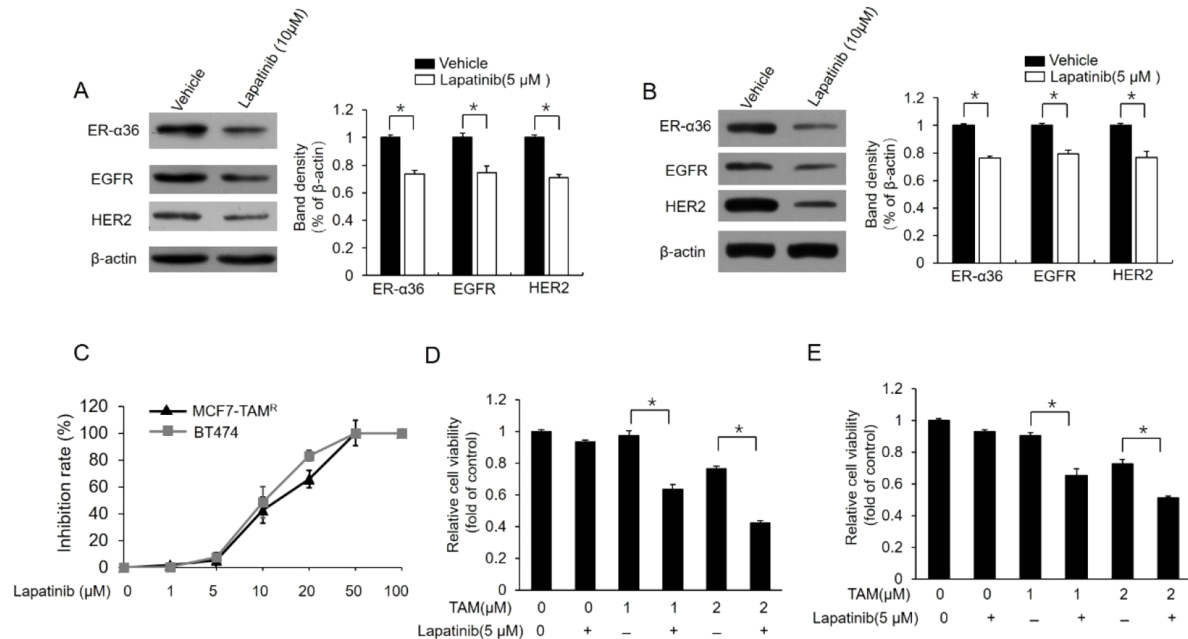 A
Vehicle
Lapatinib (10μM)
ER-α36
EGFR
HER2
β-actin
Vehicle
Lapatinib(5 μM )
Band density
(% of β-actin)
1.2
1
0.8
0.6
0.4
0.2
0
* * *
ER-α36 EGFR HER2
B
Vehicle
Lapatinib (10μM)
ER-α36
EGFR
HER2
β-actin
Vehicle
Lapatinib(5 μM )
Band density
(% of β-actin)
1.2
1
0.8
0.6
0.4
0.2
0
* * *
ER-α36 EGFR HER2
C
MCF7-TAMᴿ
BT474
Inhibition rate (%)
120
100
80
60
40
20
0
Lapatinib (μM) 0 1 5 10 20 50 100
D
Relative cell viability
(fold of control)
1.2
1
0.8
0.6
0.4
0.2
0
* *
TAM(μM) 0 0 1 1 2 2
Lapatinib(5 μM) 0 + – + – +
E
Relative cell viability
(fold of control)
1.2
1
0.8
0.6
0.4
0.2
0
* *
TAM(μM) 0 0 1 1 2 2
Lapatinib(5 μM) 0 + – + – +